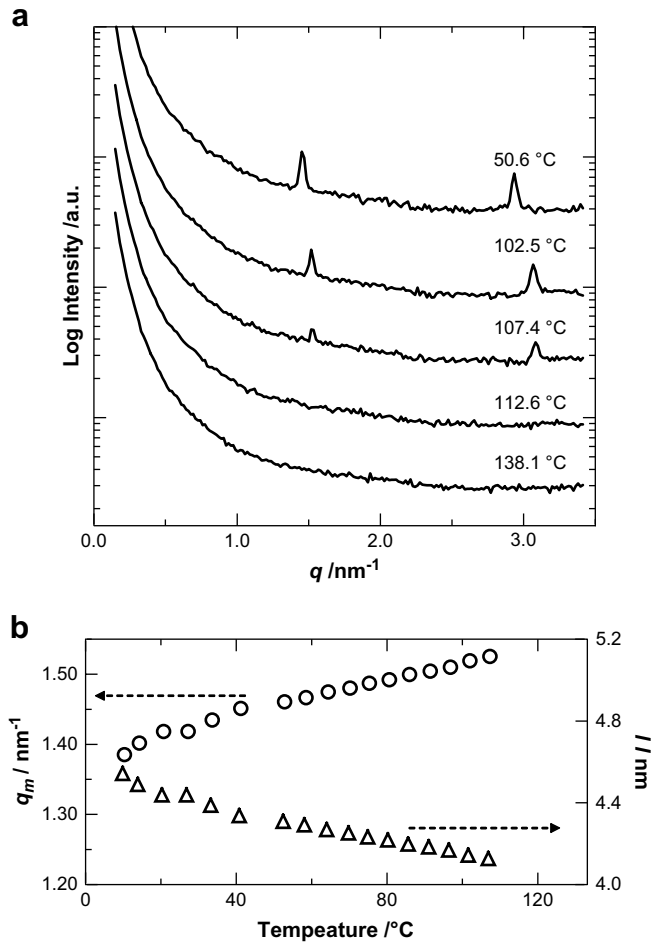 a
50.6 °C
102.5 °C
107.4 °C
112.6 °C
138.1 °C
Log Intensity /a.u.
0.0 1.0 2.0 3.0
q /nm-1
b
1.50
1.40
1.30
1.20
qm / nm-1
5.2
4.8
4.4
4.0
l / nm
0 40 80 120
Tempeature /°C